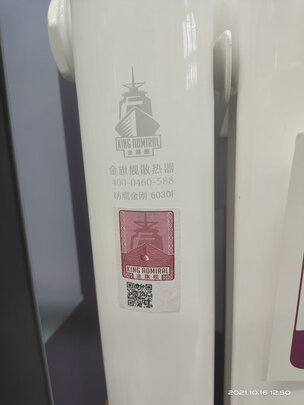 KING ADMIRAL
金旗舰
金旗舰散热器
400-0460-588
防腐金刚 6030F
KING ADMIRAL
金旗舰
2021.10.16 12:50